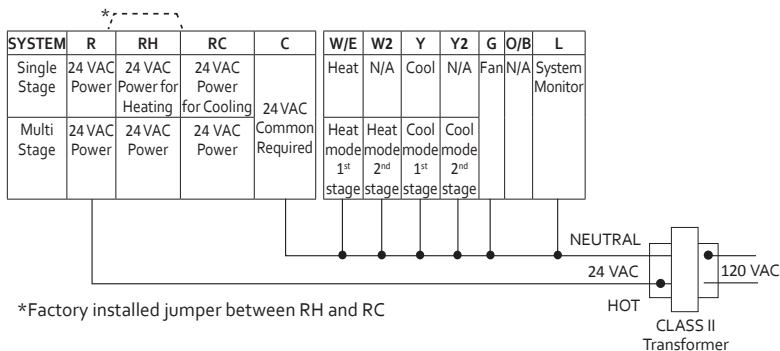 *
SYSTEM R RH RC C W/E W2 Y Y2 G O/B L
Single Stage 24 VAC Power 24 VAC Power for Heating 24 VAC Power for Cooling 24 VAC Common Required Heat N/A Cool N/A Fan N/A System Monitor
Multi Stage 24 VAC Power 24 VAC Power 24 VAC Power Heat mode 1st stage Heat mode 2nd stage Cool mode 1st stage Cool mode 2nd stage
NEUTRAL
24 VAC
120 VAC
HOT
*Factory installed jumper between RH and RC
CLASS II
Transformer